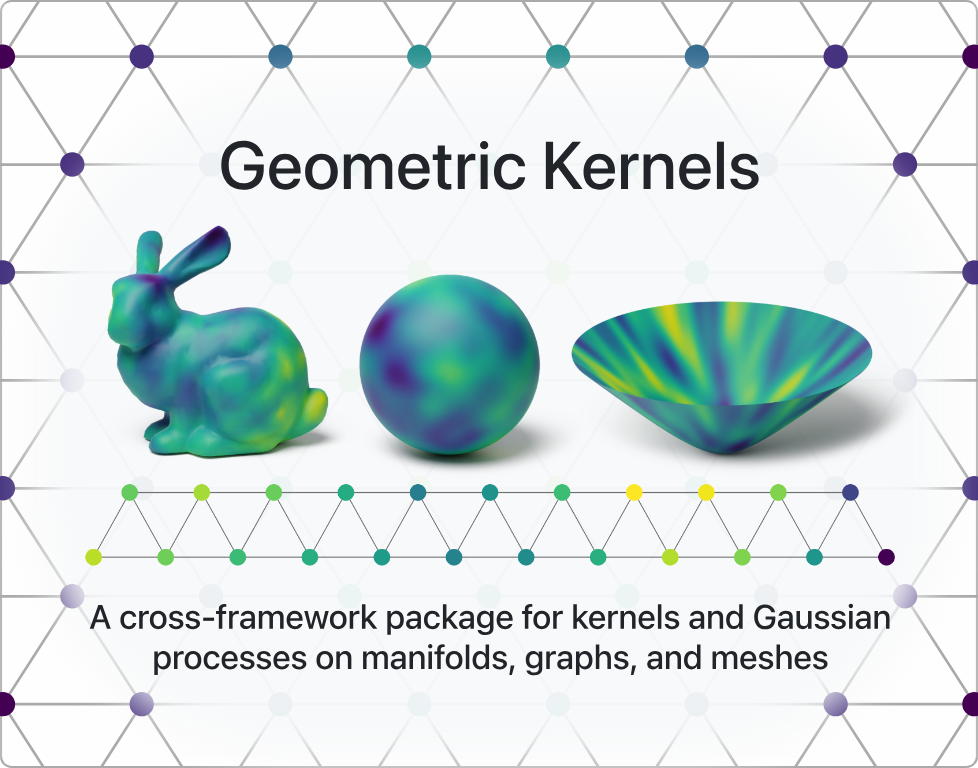 Geometric Kernels
A cross-framework package for kernels and Gaussian
processes on manifolds, graphs, and meshes